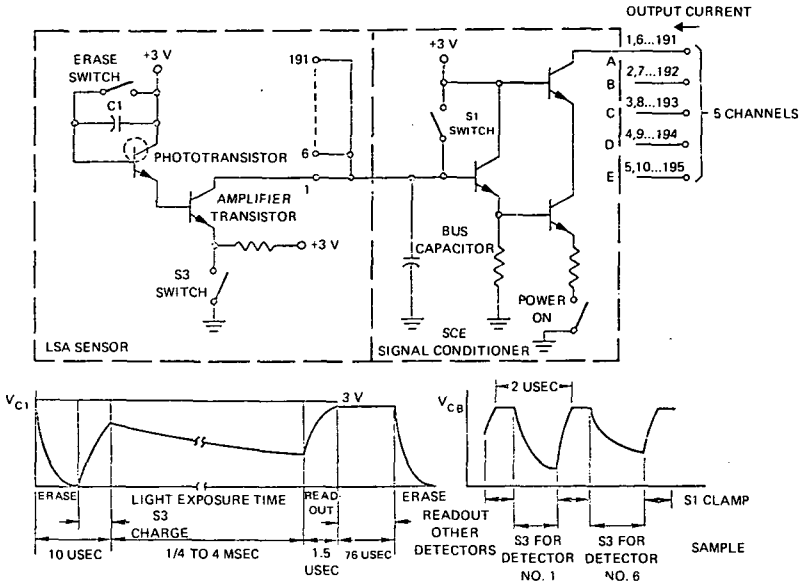 OUTPUT CURRENT
+3 V
ERASE
SWITCH
C1
PHOTOTRANSISTOR
AMPLIFIER
TRANSISTOR
+3 V
S3
SWITCH
LSA SENSOR
191
6
1
+3 V
S1
SWITCH
BUS
CAPACITOR
POWER
ON
SCE
SIGNAL CONDITIONER
1,6...191
A
2,7...192
B
3,8...193
C
4,9...194
D
5,10...195
E
5 CHANNELS
VC1
3 V
ERASE
LIGHT EXPOSURE TIME
READ
OUT
ERASE
S3
CHARGE
10 USEC
1/4 TO 4 MSEC
1.5
USEC
76 USEC
READOUT
OTHER
DETECTORS
VCB
2 USEC
S1 CLAMP
S3 FOR
DETECTOR
NO. 1
S3 FOR
DETECTOR
NO. 6
SAMPLE